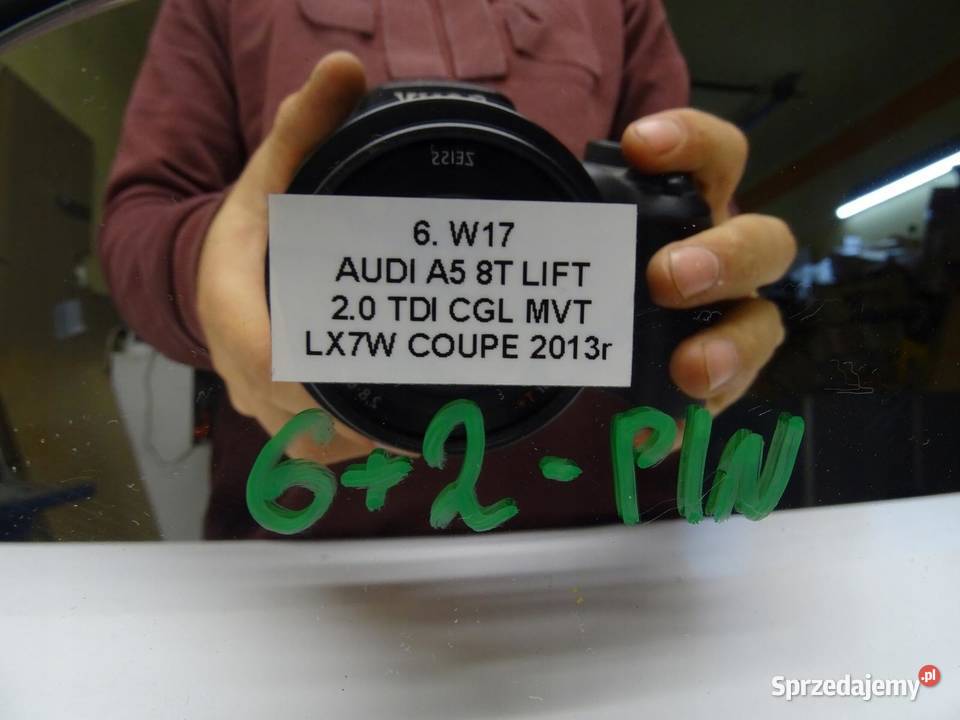 ZEISS
6. W17
AUDI A5 8T LIFT
2.0 TDI CGL MVT
LX7W COUPE 2013r
6+2-PIN
Sprzedajemy.pl